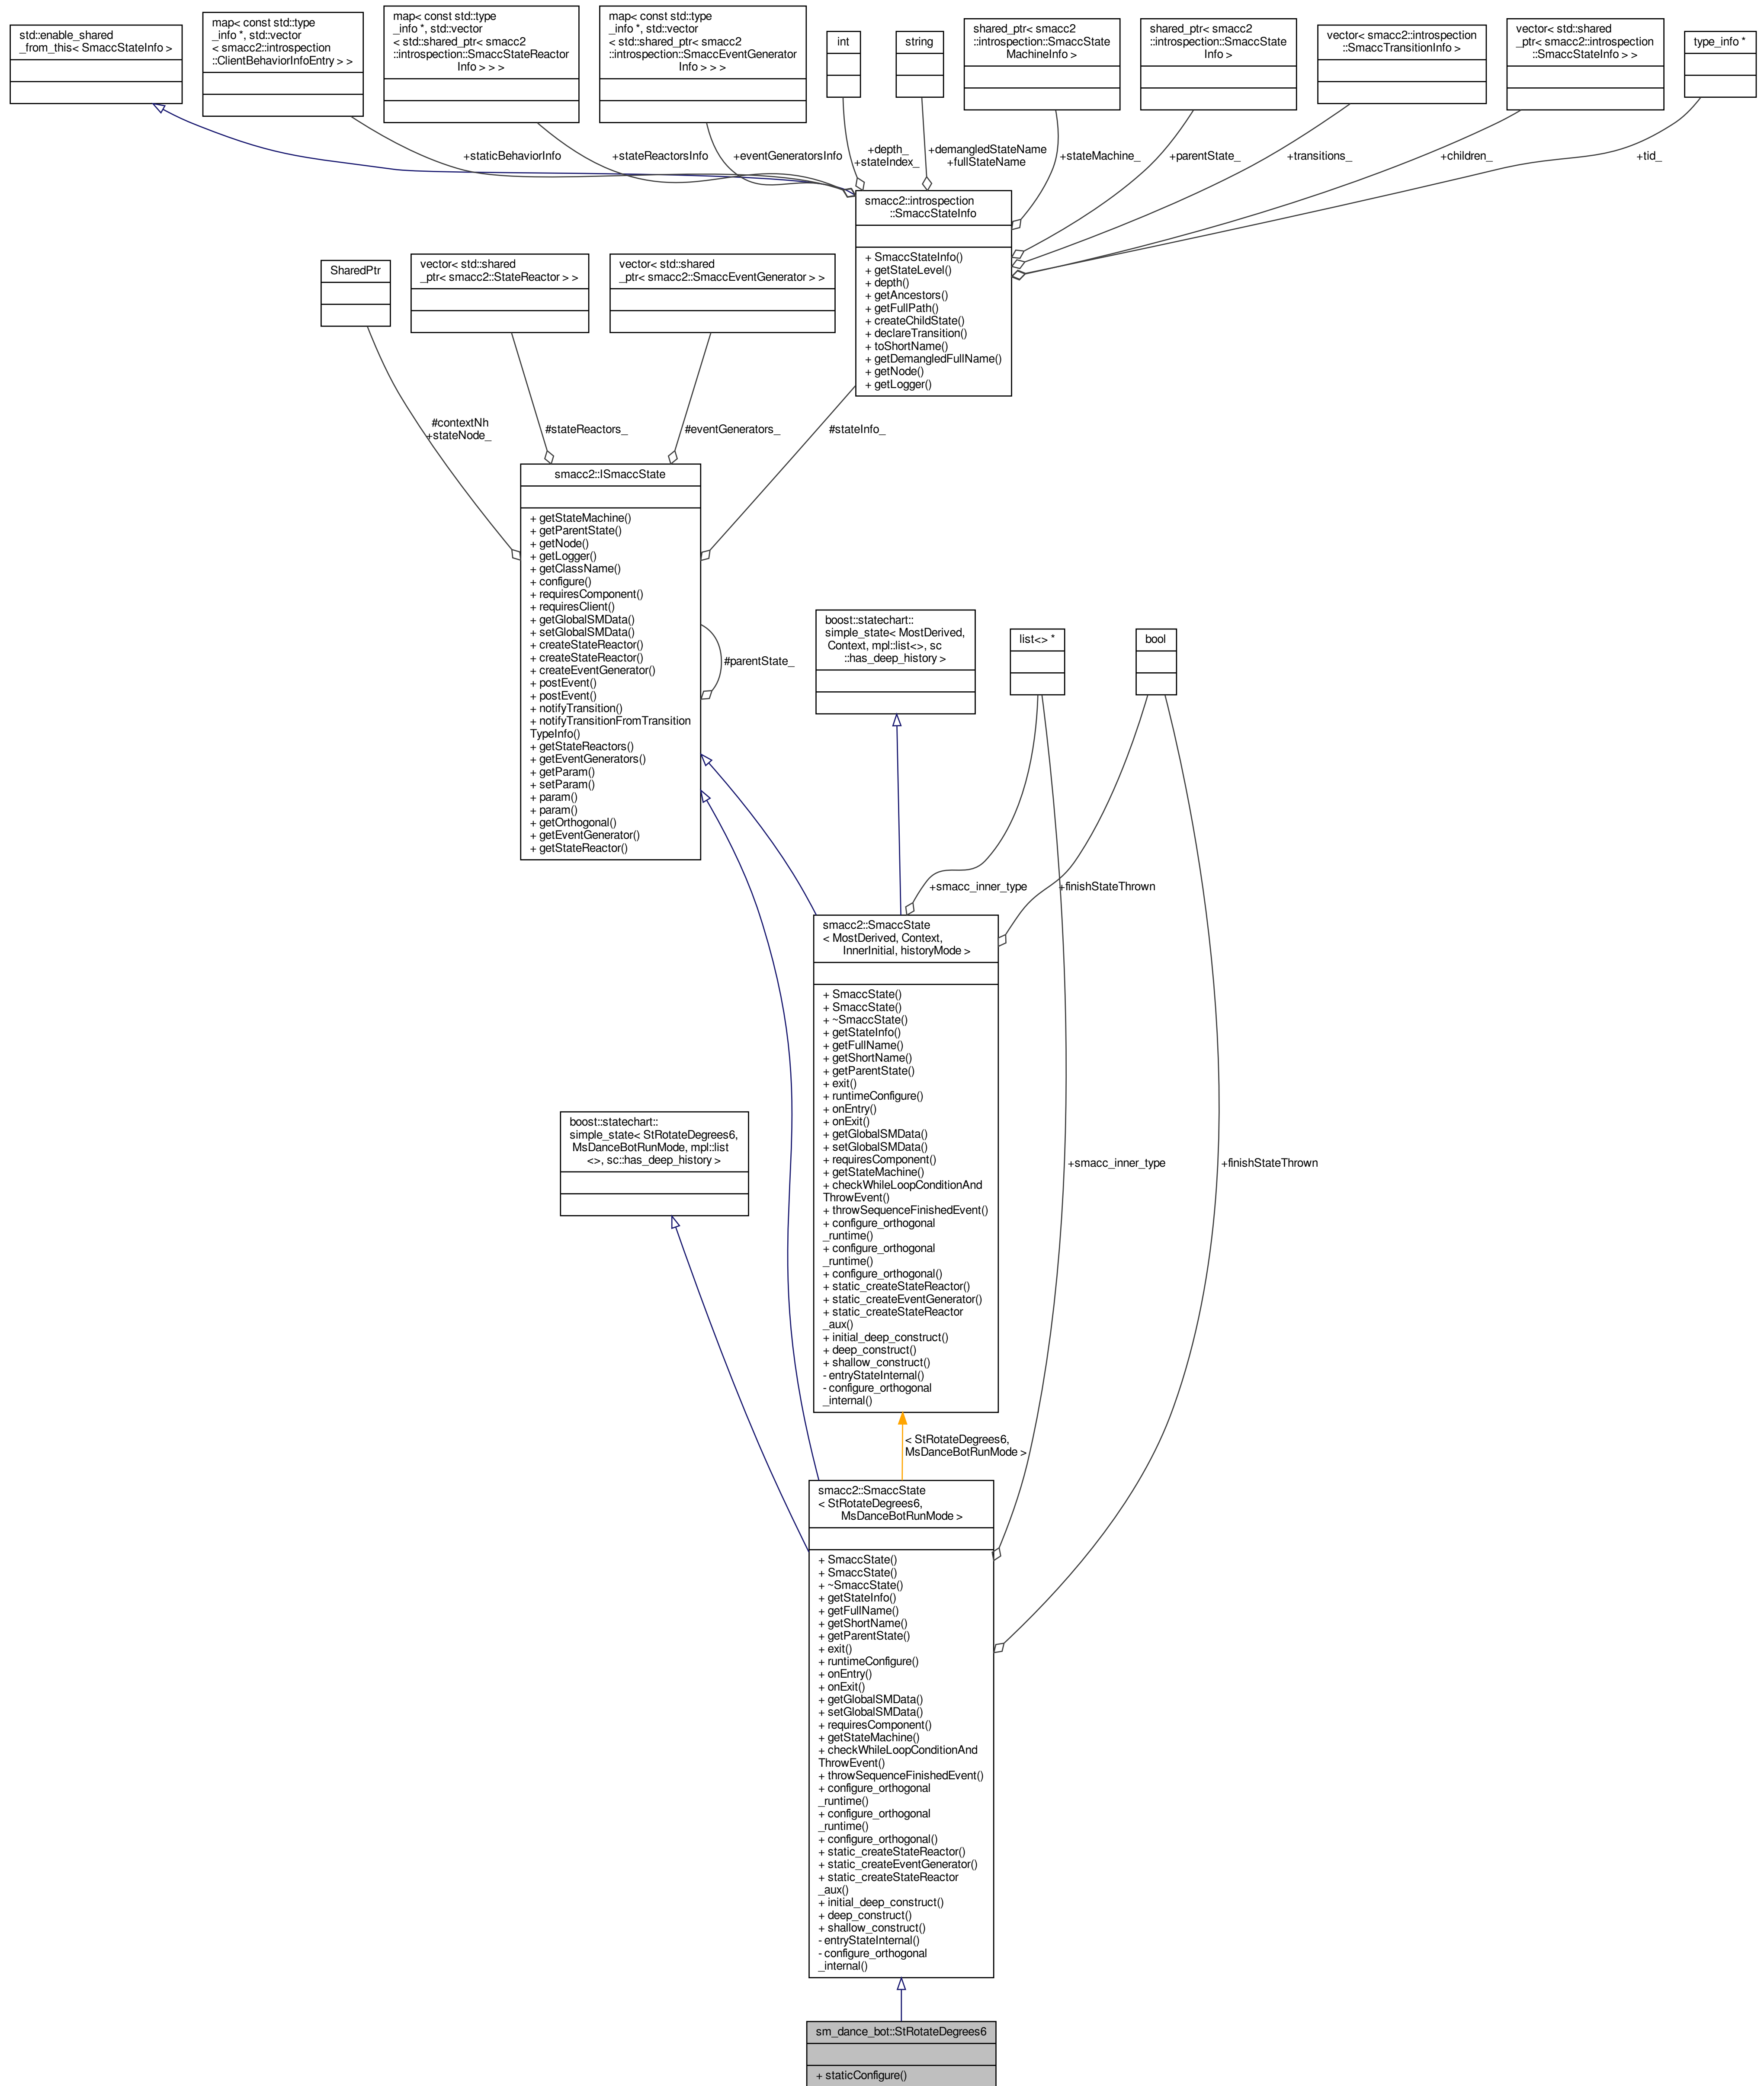 std::enable_shared
_from_this< SmaccStateInfo >
map< const std::type
_info *, std::vector
< smacc2::introspection
::ClientBehaviorInfoEntry > >
map< const std::type
_info *, std::vector
< std::shared_ptr< smacc2
::introspection::SmaccStateReactor
Info > > >
map< const std::type
_info *, std::vector
< std::shared_ptr< smacc2
::introspection::SmaccEventGenerator
Info > > >
int
string
shared_ptr< smacc2
::introspection::SmaccState
MachineInfo >
shared_ptr< smacc2
::introspection::SmaccState
Info >
vector< smacc2::introspection
::SmaccTransitionInfo >
vector< std::shared
_ptr< smacc2::introspection
::SmaccStateInfo > >
type_info *
+staticBehaviorInfo
+stateReactorsInfo
+eventGeneratorsInfo
+depth_
+stateIndex_
+demangledStateName
+fullStateName
+stateMachine_
+parentState_
+transitions_
+children_
+tid_
smacc2::introspection
::SmaccStateInfo
+ SmaccStateInfo()
+ getStateLevel()
+ depth()
+ getAncestors()
+ getFullPath()
+ createChildState()
+ declareTransition()
+ toShortName()
+ getDemangledFullName()
+ getNode()
+ getLogger()
SharedPtr
vector< std::shared
_ptr< smacc2::StateReactor > >
vector< std::shared
_ptr< smacc2::SmaccEventGenerator > >
#contextNh
+stateNode_
#stateReactors_
#eventGenerators_
#stateInfo_
smacc2::ISmaccState
+ getStateMachine()
+ getParentState()
+ getNode()
+ getLogger()
+ getClassName()
+ configure()
+ requiresComponent()
+ requiresClient()
+ getGlobalSMData()
+ setGlobalSMData()
+ createStateReactor()
+ createStateReactor()
+ createEventGenerator()
+ postEvent()
+ postEvent()
+ notifyTransition()
+ notifyTransitionFromTransition
TypeInfo()
+ getStateReactors()
+ getEventGenerators()
+ getParam()
+ setParam()
+ param()
+ param()
+ getOrthogonal()
+ getEventGenerator()
+ getStateReactor()
#parentState_
boost::statechart::
simple_state< MostDerived,
Context, mpl::list<>, sc
::has_deep_history >
list<> *
bool
+smacc_inner_type
+finishStateThrown
smacc2::SmaccState
< MostDerived, Context,
InnerInitial, historyMode >
+ SmaccState()
+ SmaccState()
+ ~SmaccState()
+ getStateInfo()
+ getFullName()
+ getShortName()
+ getParentState()
+ exit()
+ runtimeConfigure()
+ onEntry()
+ onExit()
+ getGlobalSMData()
+ setGlobalSMData()
+ requiresComponent()
+ getStateMachine()
+ checkWhileLoopConditionAnd
ThrowEvent()
+ throwSequenceFinishedEvent()
+ configure_orthogonal
_runtime()
+ configure_orthogonal
_runtime()
+ configure_orthogonal()
+ static_createStateReactor()
+ static_createEventGenerator()
+ static_createStateReactor
_aux()
+ initial_deep_construct()
+ deep_construct()
+ shallow_construct()
- entryStateInternal()
- configure_orthogonal
_internal()
boost::statechart::
simple_state< StRotateDegrees6,
MsDanceBotRunMode, mpl::list
<>, sc::has_deep_history >
+smacc_inner_type
+finishStateThrown
< StRotateDegrees6,
MsDanceBotRunMode >
smacc2::SmaccState
< StRotateDegrees6,
MsDanceBotRunMode >
+ SmaccState()
+ SmaccState()
+ ~SmaccState()
+ getStateInfo()
+ getFullName()
+ getShortName()
+ getParentState()
+ exit()
+ runtimeConfigure()
+ onEntry()
+ onExit()
+ getGlobalSMData()
+ setGlobalSMData()
+ requiresComponent()
+ getStateMachine()
+ checkWhileLoopConditionAnd
ThrowEvent()
+ throwSequenceFinishedEvent()
+ configure_orthogonal
_runtime()
+ configure_orthogonal
_runtime()
+ configure_orthogonal()
+ static_createStateReactor()
+ static_createEventGenerator()
+ static_createStateReactor
_aux()
+ initial_deep_construct()
+ deep_construct()
+ shallow_construct()
- entryStateInternal()
- configure_orthogonal
_internal()
sm_dance_bot::StRotateDegrees6
+ staticConfigure()